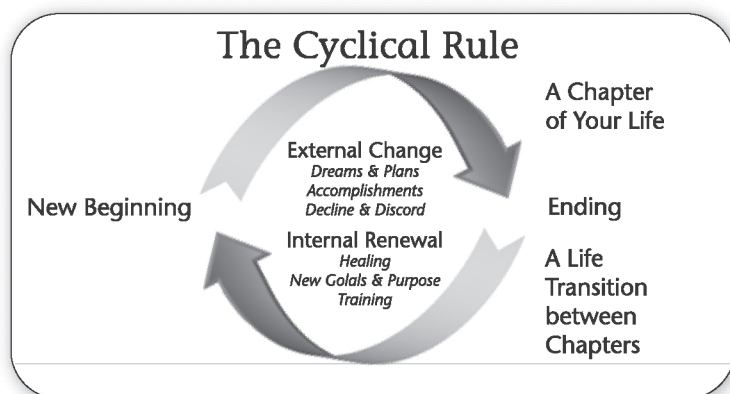 The Cyclical Rule
A Chapter
of Your Life
External Change
Dreams & Plans
Accomplishments
Decline & Discord
New Beginning
Ending
Internal Renewal
Healing
New Golals & Purpose
Training
A Life
Transition
between
Chapters